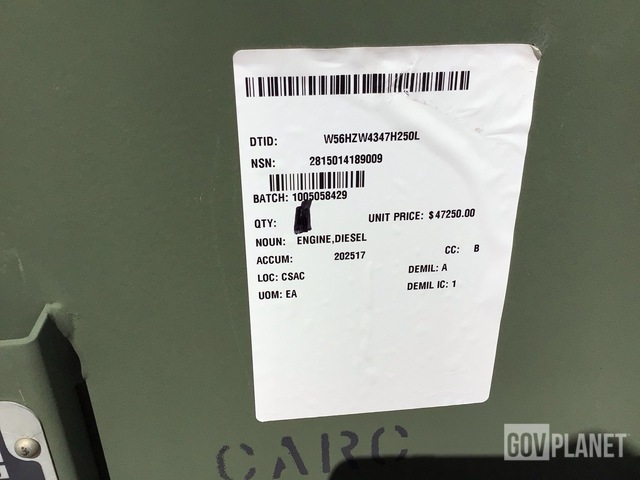 DTID: W56HZW4347H250L
NSN: 2815014189009
BATCH: 1005058429
QTY: UNIT PRICE: $47250.00
NOUN: ENGINE,DIESEL
ACCUM: 202517 CC: B
LOC: CSAC DEMIL: A
UOM: EA DEMIL IC: 1
CARC
GOVPLANET